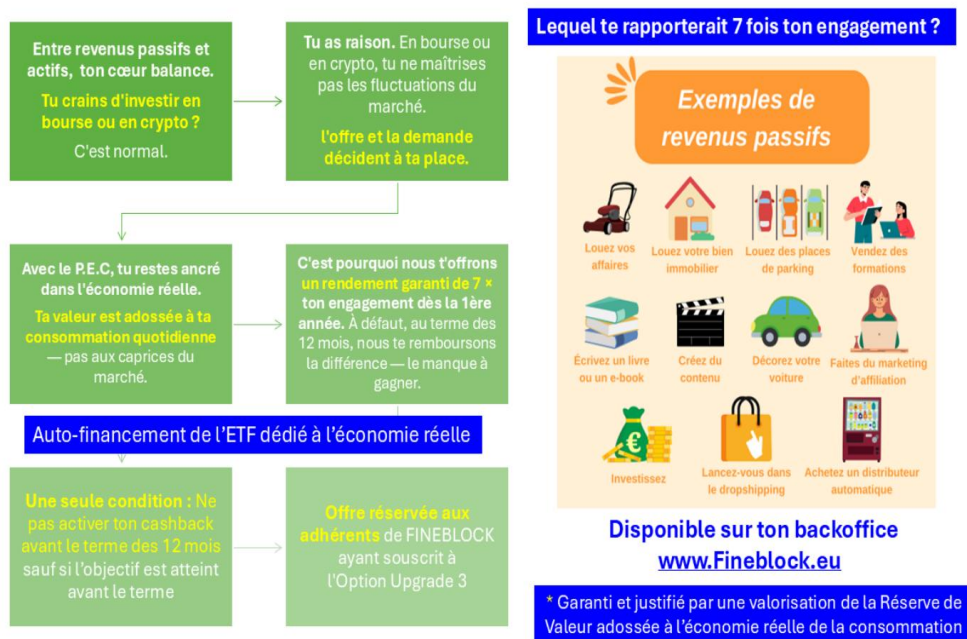 Entre revenus passifs et
actifs, ton cœur balance.
Tu crains d'investir en
bourse ou en crypto ?
C'est normal.
Tu as raison. En bourse ou
en crypto, tu ne maîtrises
pas les fluctuations du
marché.
l'offre et la demande
décident à ta place.
Avec le P.E.C, tu restes ancré
dans l'économie réelle.
Ta valeur est adossée à ta
consommation quotidienne
— pas aux caprices du
marché.
C'est pourquoi nous t'offrons
un rendement garanti de 7 ×
ton engagement dès la 1ère
année. À défaut, au terme des
12 mois, nous te remboursons
la différence — le manque à
gagner.
Auto-financement de l'ETF dédié à l'économie réelle
Une seule condition : Ne
pas activer ton cashback
avant le terme des 12 mois
sauf si l'objectif est atteint
avant le terme
Offre réservée aux
adhérents de FINEBLOCK
ayant souscrit à
l'Option Upgrade 3
Lequel te rapporterait 7 fois ton engagement ?
Exemples de
revenus passifs
Louez vos
affaires
Louez votre bien
immobilier
Louez des places
de parking
Vendez des
formations
Écrivez un livre
ou un e-book
Créez du
contenu
Décorez votre
voiture
Faites du marketing
d'affiliation
Investissez
Lancez-vous dans
le dropshipping
Achetez un distributeur
automatique
Disponible sur ton backoffice
www.Fineblock.eu
* Garanti et justifié par une valorisation de la Réserve de
Valeur adossée à l'économie réelle de la consommation